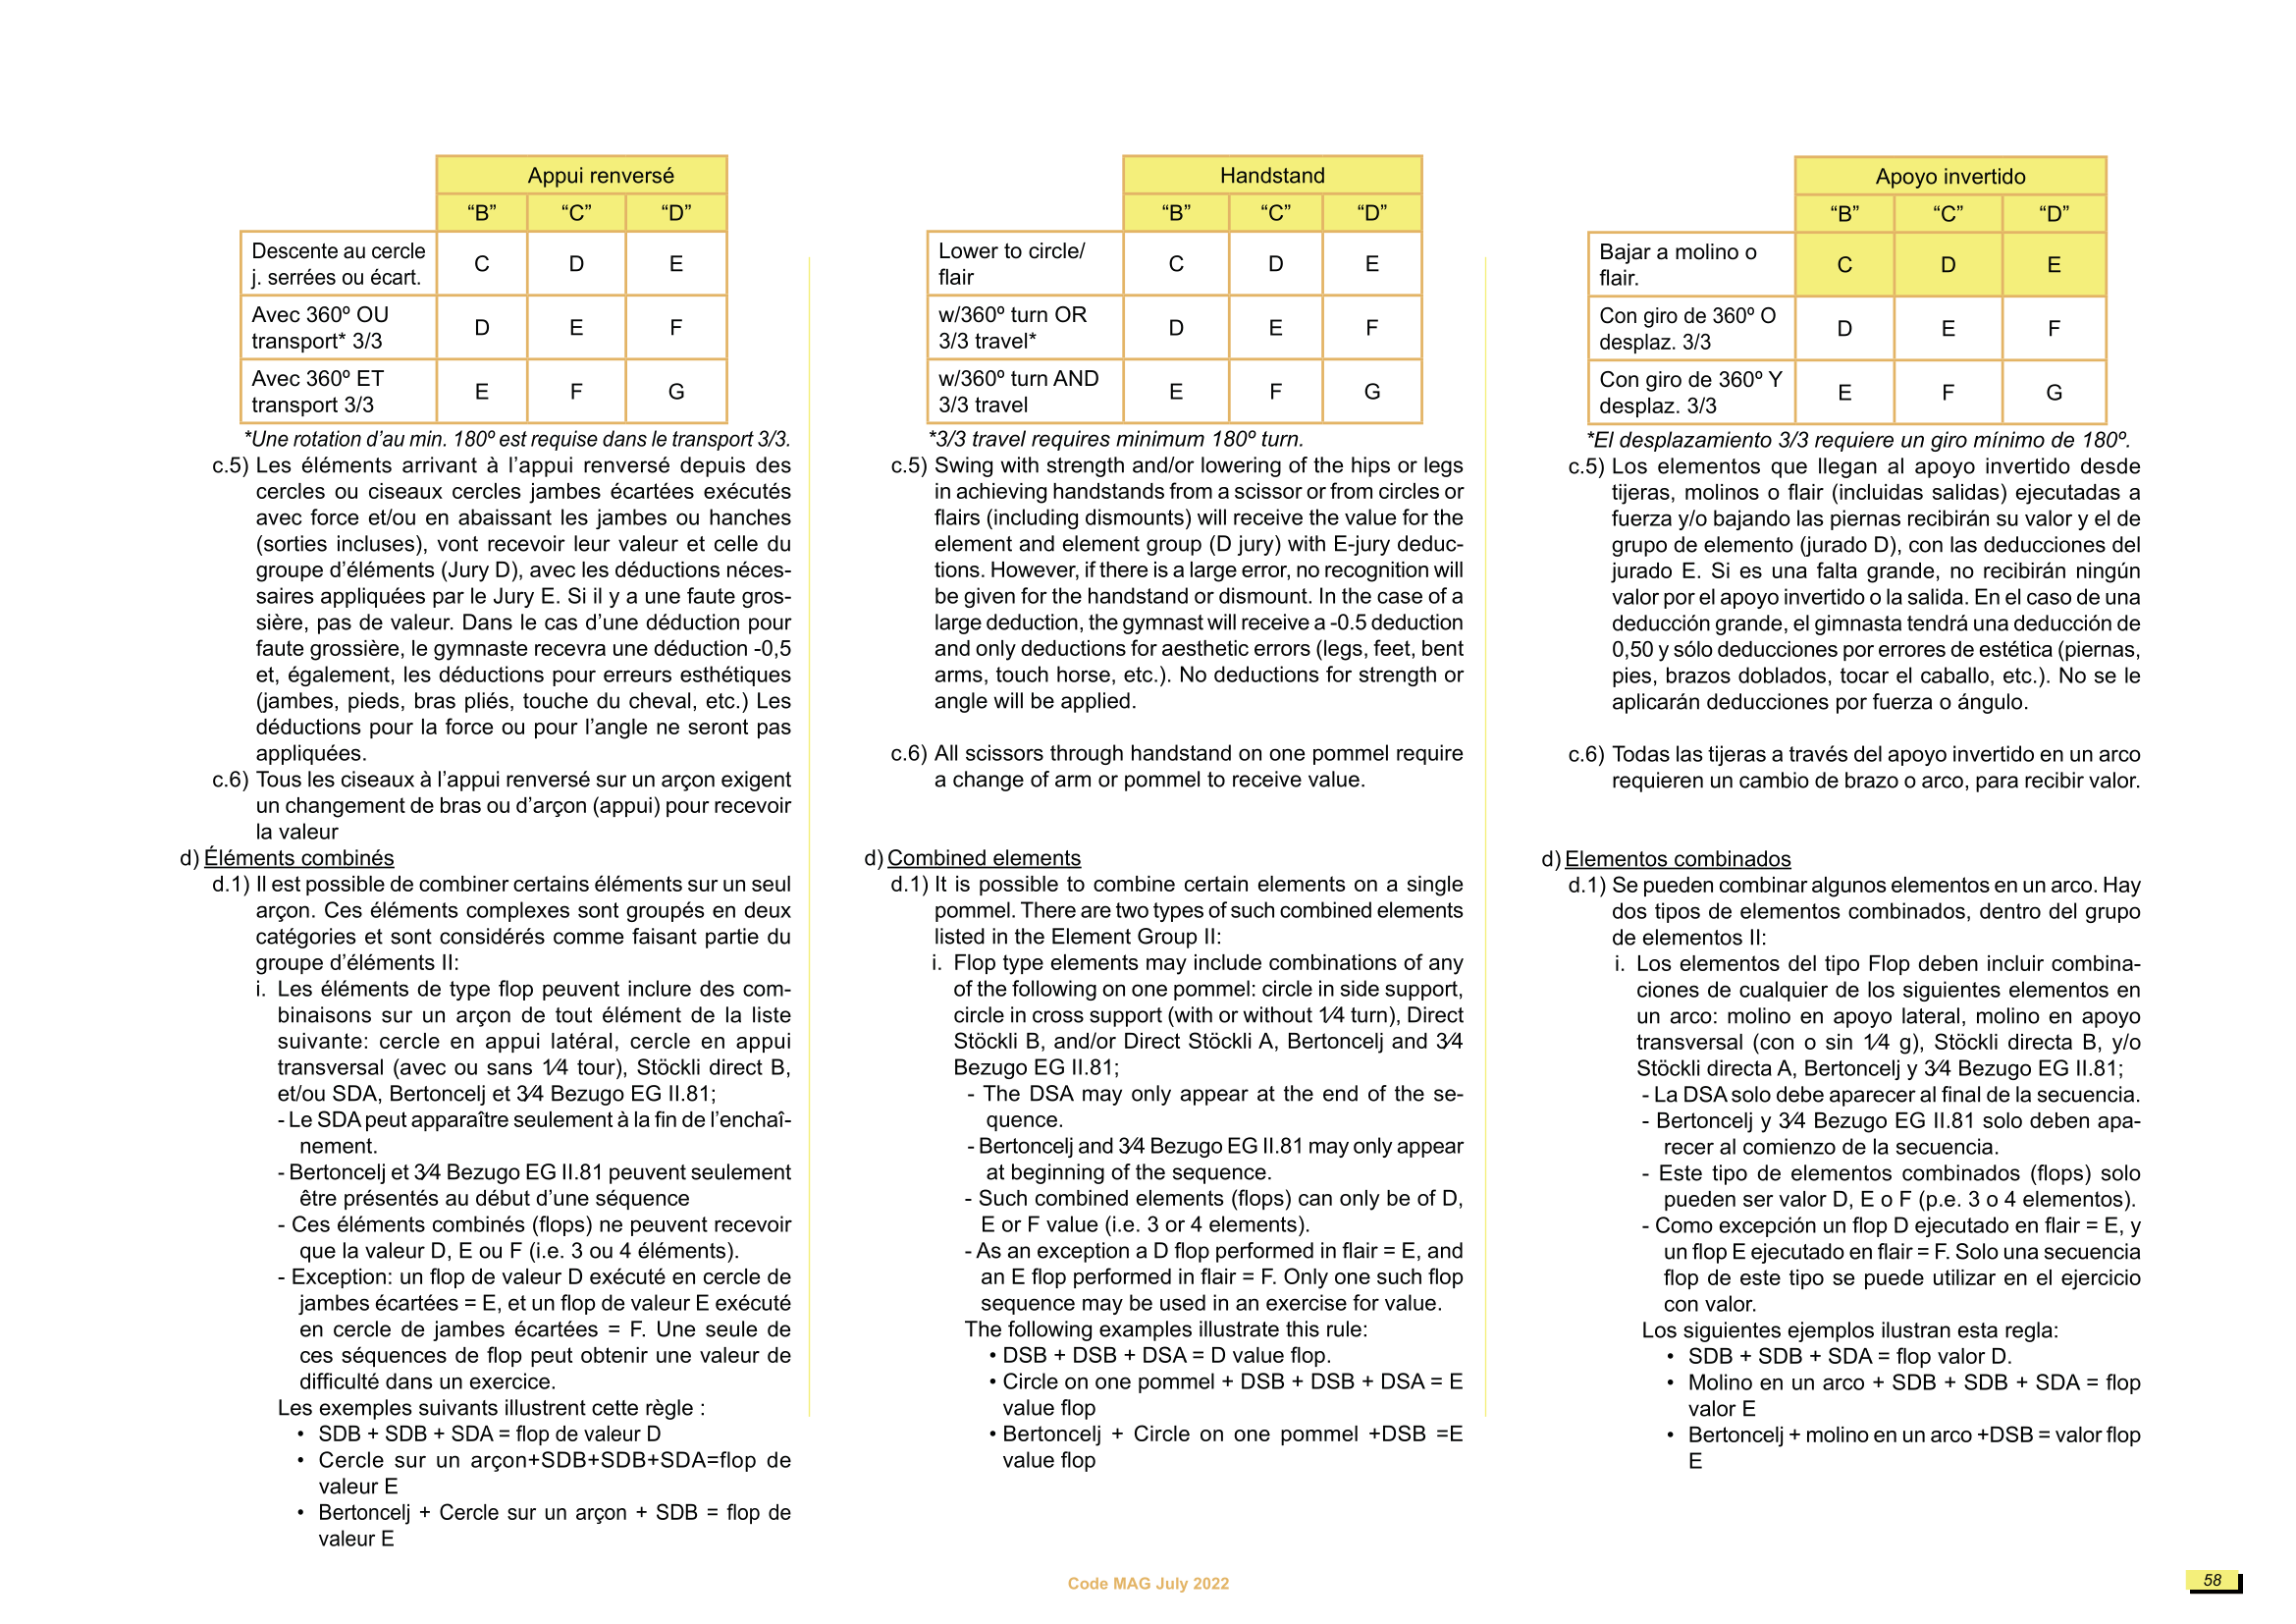 Appui renversé
“B” “C” “D”
Descente au cercle
j. serrées ou écart.
C D E
Avec 360º OU
transport* 3/3
D E F
Avec 360º ET
transport 3/3
E F G
*Une rotation d’au min. 180º est requise dans le transport 3/3.
c.5) Les éléments arrivant à l’appui renversé depuis des
cercles ou ciseaux cercles jambes écartées exécutés
avec force et/ou en abaissant les jambes ou hanches
(sorties incluses), vont recevoir leur valeur et celle du
groupe d’éléments (Jury D), avec les déductions néces-
saires appliquées par le Jury E. Si il y a une faute gros-
sière, pas de valeur. Dans le cas d’une déduction pour
faute grossière, le gymnaste recevra une déduction -0,5
et, également, les déductions pour erreurs esthétiques
(jambes, pieds, bras pliés, touche du cheval, etc.) Les
déductions pour la force ou pour l’angle ne seront pas
appliquées.
c.6) Tous les ciseaux à l’appui renversé sur un arçon exigent
un changement de bras ou d’arçon (appui) pour recevoir
la valeur
d) Éléments combinés
d.1) Il est possible de combiner certains éléments sur un seul
arçon. Ces éléments complexes sont groupés en deux
catégories et sont considérés comme faisant partie du
groupe d’éléments II:
i. Les éléments de type flop peuvent inclure des com-
binaisons sur un arçon de tout élément de la liste
suivante: cercle en appui latéral, cercle en appui
transversal (avec ou sans 1⁄4 tour), Stöckli direct B,
et/ou SDA, Bertoncelj et 3⁄4 Bezugo EG II.81;
- Le SDA peut apparaître seulement à la fin de l’enchaî-
nement.
- Bertoncelj et 3⁄4 Bezugo EG II.81 peuvent seulement
être présentés au début d’une séquence
- Ces éléments combinés (flops) ne peuvent recevoir
que la valeur D, E ou F (i.e. 3 ou 4 éléments).
- Exception: un flop de valeur D exécuté en cercle de
jambes écartées = E, et un flop de valeur E exécuté
en cercle de jambes écartées = F. Une seule de
ces séquences de flop peut obtenir une valeur de
difficulté dans un exercice.
Les exemples suivants illustrent cette règle :
• SDB + SDB + SDA = flop de valeur D
• Cercle sur un arçon+SDB+SDB+SDA=flop de
valeur E
• Bertoncelj + Cercle sur un arçon + SDB = flop de
valeur E
Handstand
“B” “C” “D”
Lower to circle/
flair
C D E
w/360º turn OR
3/3 travel*
D E F
w/360º turn AND
3/3 travel
E F G
*3/3 travel requires minimum 180º turn.
c.5) Swing with strength and/or lowering of the hips or legs
in achieving handstands from a scissor or from circles or
flairs (including dismounts) will receive the value for the
element and element group (D jury) with E-jury deduc-
tions. However, if there is a large error, no recognition will
be given for the handstand or dismount. In the case of a
large deduction, the gymnast will receive a -0.5 deduction
and only deductions for aesthetic errors (legs, feet, bent
arms, touch horse, etc.). No deductions for strength or
angle will be applied.
c.6) All scissors through handstand on one pommel require
a change of arm or pommel to receive value.
d) Combined elements
d.1) It is possible to combine certain elements on a single
pommel. There are two types of such combined elements
listed in the Element Group II:
i. Flop type elements may include combinations of any
of the following on one pommel: circle in side support,
circle in cross support (with or without 1⁄4 turn), Direct
Stöckli B, and/or Direct Stöckli A, Bertoncelj and 3⁄4
Bezugo EG II.81;
- The DSA may only appear at the end of the se-
quence.
- Bertoncelj and 3⁄4 Bezugo EG II.81 may only appear
at beginning of the sequence.
- Such combined elements (flops) can only be of D,
E or F value (i.e. 3 or 4 elements).
- As an exception a D flop performed in flair = E, and
an E flop performed in flair = F. Only one such flop
sequence may be used in an exercise for value.
The following examples illustrate this rule:
• DSB + DSB + DSA = D value flop.
• Circle on one pommel + DSB + DSB + DSA = E
value flop
• Bertoncelj + Circle on one pommel +DSB =E
value flop
Apoyo invertido
“B” “C” “D”
Bajar a molino o
flair.
C D E
Con giro de 360º O
desplaz. 3/3
D E F
Con giro de 360º Y
desplaz. 3/3
E F G
*El desplazamiento 3/3 requiere un giro mínimo de 180º.
c.5) Los elementos que llegan al apoyo invertido desde
tijeras, molinos o flair (incluidas salidas) ejecutadas a
fuerza y/o bajando las piernas recibirán su valor y el de
grupo de elemento (jurado D), con las deducciones del
jurado E. Si es una falta grande, no recibirán ningún
valor por el apoyo invertido o la salida. En el caso de una
deducción grande, el gimnasta tendrá una deducción de
0,50 y sólo deducciones por errores de estética (piernas,
pies, brazos doblados, tocar el caballo, etc.). No se le
aplicarán deducciones por fuerza o ángulo.
c.6) Todas las tijeras a través del apoyo invertido en un arco
requieren un cambio de brazo o arco, para recibir valor.
d) Elementos combinados
d.1) Se pueden combinar algunos elementos en un arco. Hay
dos tipos de elementos combinados, dentro del grupo
de elementos II:
i. Los elementos del tipo Flop deben incluir combina-
ciones de cualquier de los siguientes elementos en
un arco: molino en apoyo lateral, molino en apoyo
transversal (con o sin 1⁄4 g), Stöckli directa B, y/o
Stöckli directa A, Bertoncelj y 3⁄4 Bezugo EG II.81;
- La DSA solo debe aparecer al final de la secuencia.
- Bertoncelj y 3⁄4 Bezugo EG II.81 solo deben apa-
recer al comienzo de la secuencia.
- Este tipo de elementos combinados (flops) solo
pueden ser valor D, E o F (p.e. 3 o 4 elementos).
- Como excepción un flop D ejecutado en flair = E, y
un flop E ejecutado en flair = F. Solo una secuencia
flop de este tipo se puede utilizar en el ejercicio
con valor.
Los siguientes ejemplos ilustran esta regla:
• SDB + SDB + SDA = flop valor D.
• Molino en un arco + SDB + SDB + SDA = flop
valor E
• Bertoncelj + molino en un arco +DSB = valor flop
E
Code MAG July 2022
58